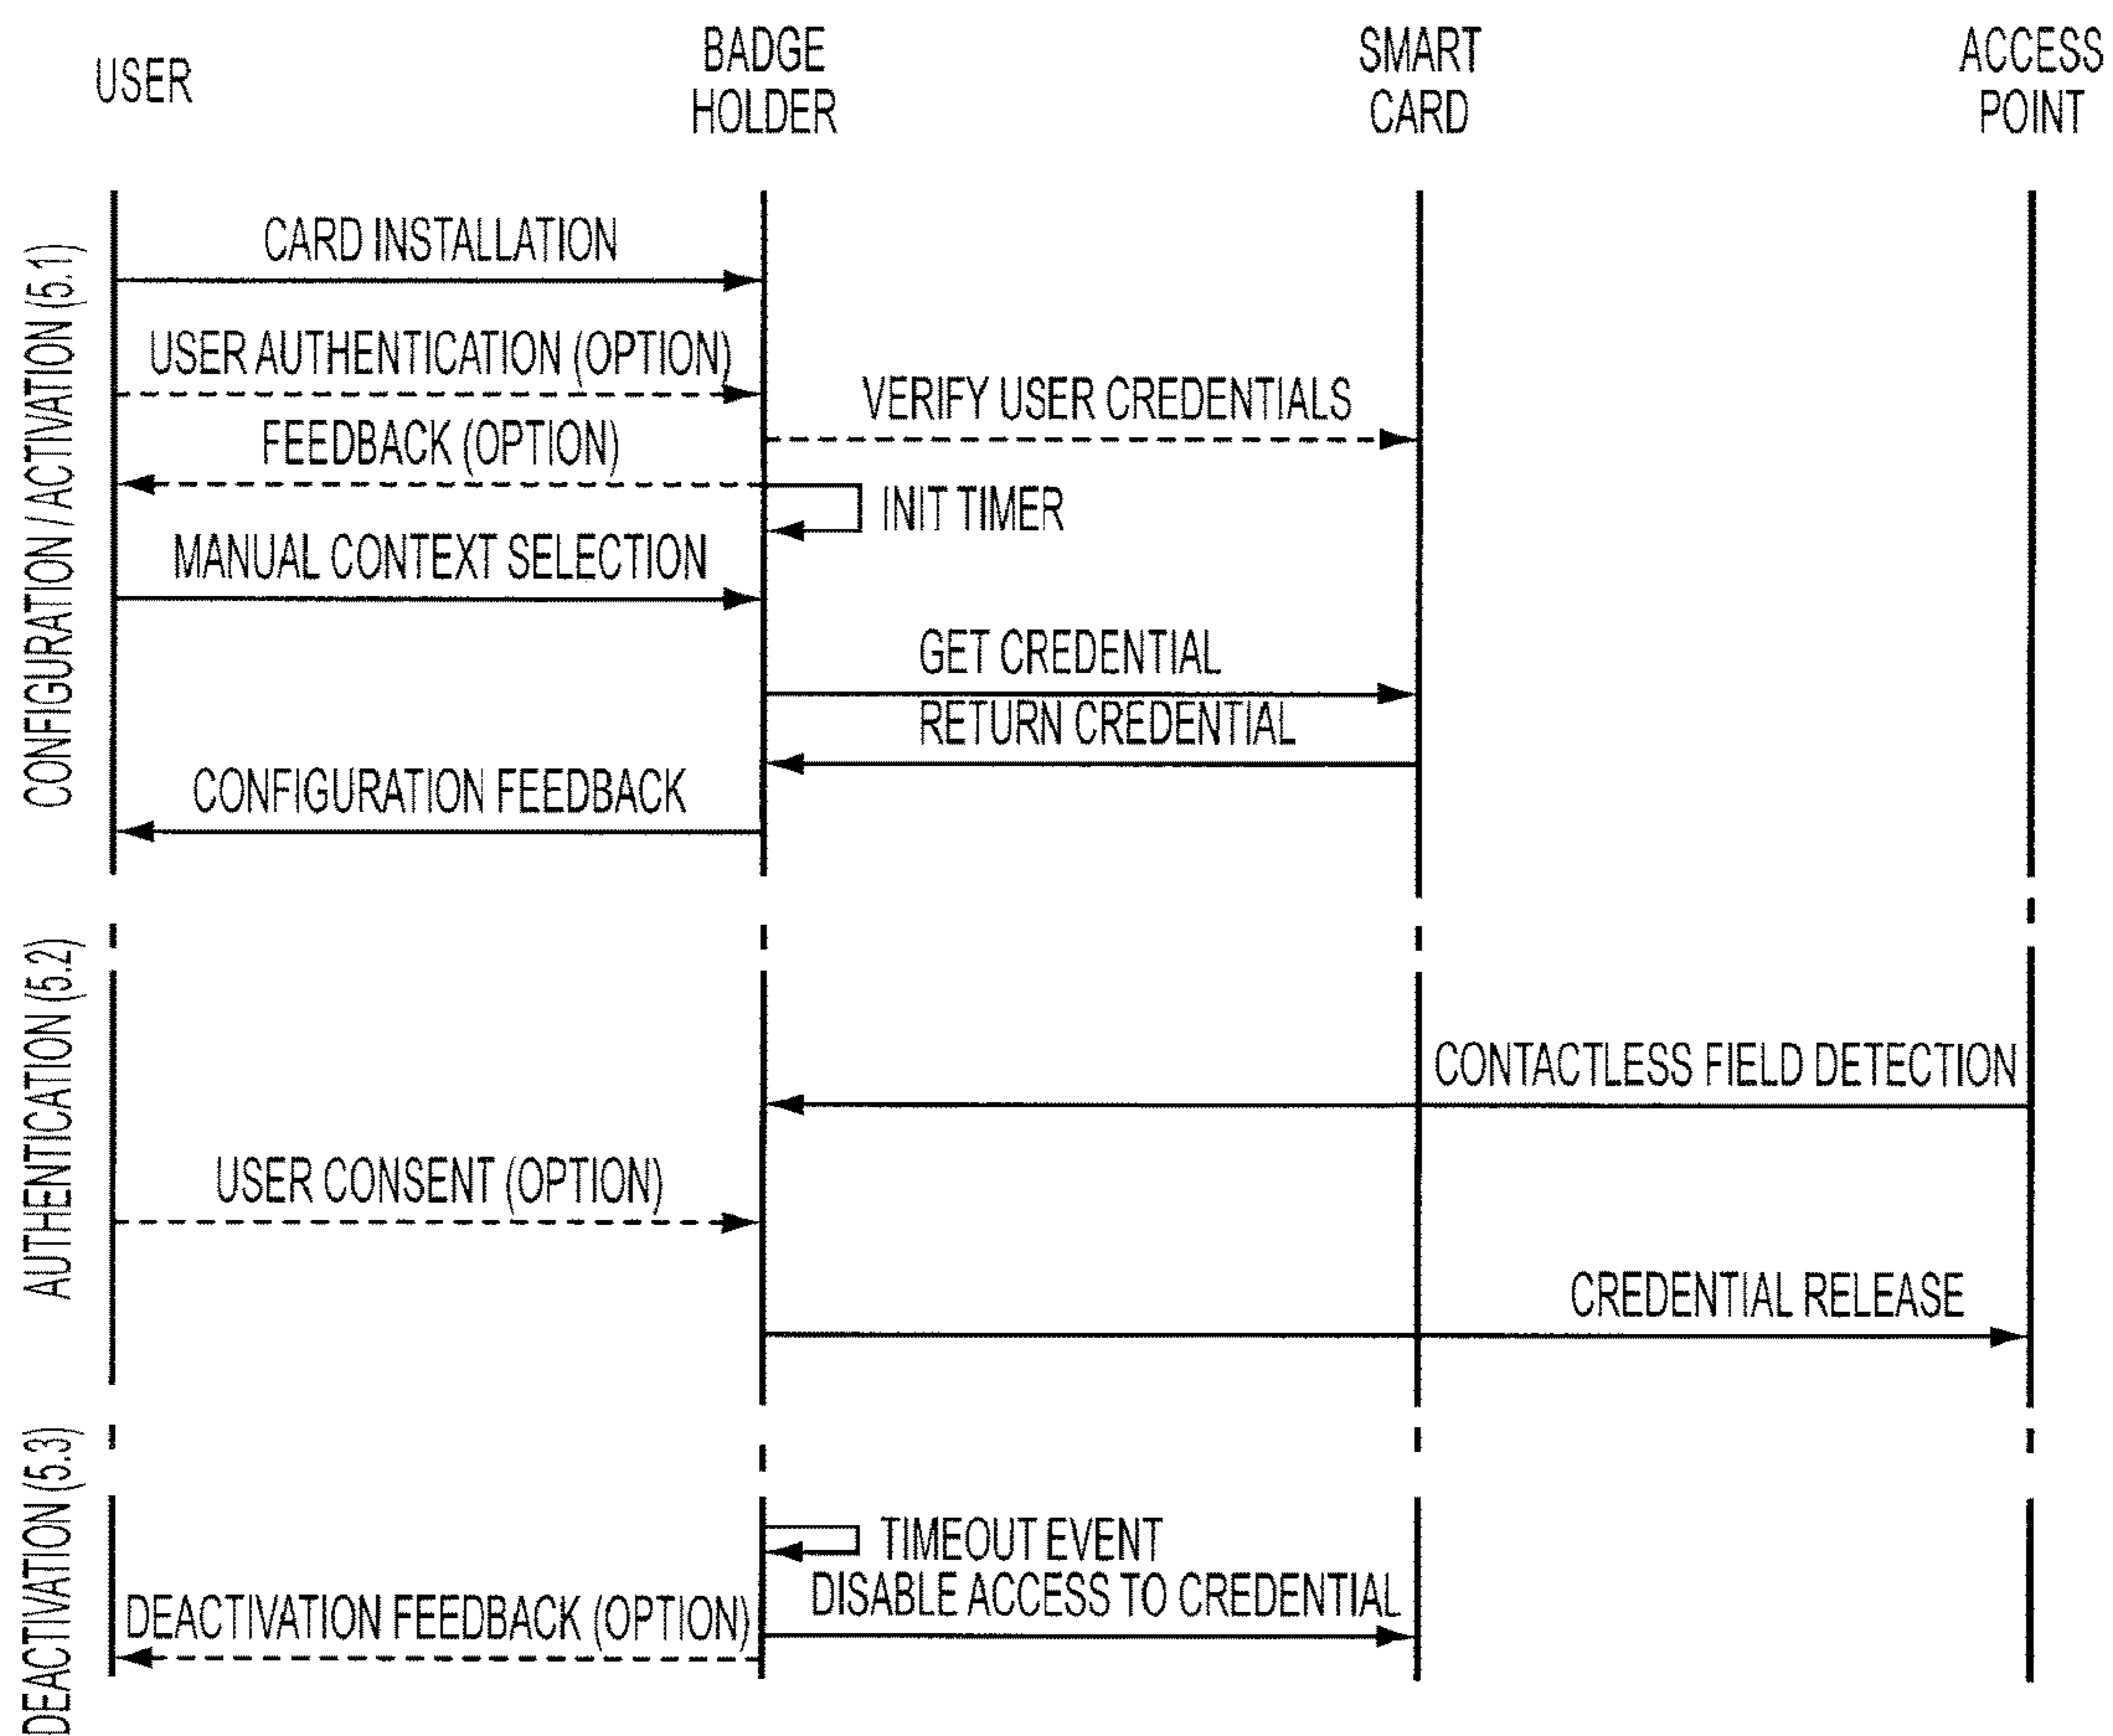 USER
BADGE
HOLDER
SMART
CARD
ACCESS
POINT
CONFIGURATION / ACTIVATION (5.1)
CARD INSTALLATION
USER AUTHENTICATION (OPTION)
VERIFY USER CREDENTIALS
FEEDBACK (OPTION)
INIT TIMER
MANUAL CONTEXT SELECTION
GET CREDENTIAL
RETURN CREDENTIAL
CONFIGURATION FEEDBACK
AUTHENTICATION (5.2)
CONTACTLESS FIELD DETECTION
USER CONSENT (OPTION)
CREDENTIAL RELEASE
DEACTIVATION (5.3)
TIMEOUT EVENT
DISABLE ACCESS TO CREDENTIAL
DEACTIVATION FEEDBACK (OPTION)